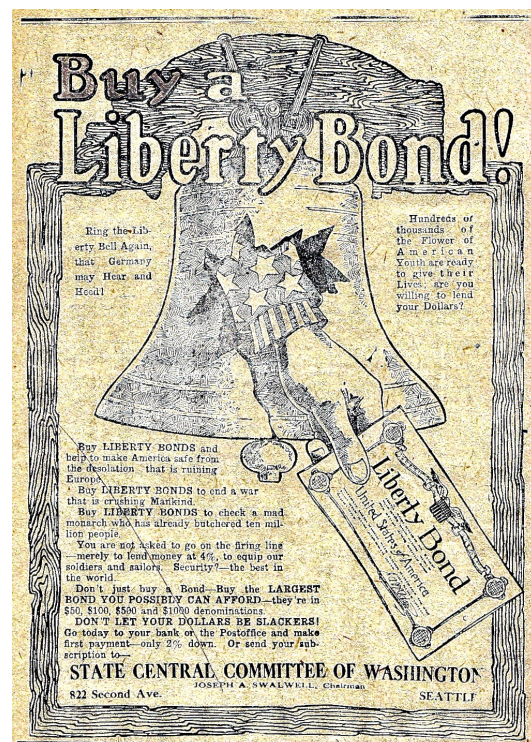 Buy a
Liberty Bond!
Ring the Lib-
erty Bell Again,
that Germany
may Hear and
Heed!
Hundreds of
thousands of
the Flower of
American
Youth are ready
to give their
Lives; are you
willing to lend
your Dollars?
Buy LIBERTY BONDS and
help to make America safe from
the desolation that is ruining
Europe.
Buy LIBERTY BONDS to end a war
that is crushing Mankind.
Buy LIBERTY BONDS to check a mad
monarch who has already butchered ten mil-
lion people.
You are not asked to go on the firing line
—merely to lend money at 4%, to equip our
soldiers and sailors. Security?—the best in
the world.
Don't just buy a Bond—Buy the LARGEST
BOND YOU POSSIBLY CAN AFFORD—they're in
$50, $100, $500 and $1000 denominations.
DON'T LET YOUR DOLLARS BE SLACKERS!
Go today to your bank or the Postoffice and make
first payment—only 2% down. Or send your sub-
scription to—
Liberty Bond
United States of America
STATE CENTRAL COMMITTEE OF WASHINGTON
JOSEPH A. SWALWELL, Chairman
822 Second Ave.
SEATTLE